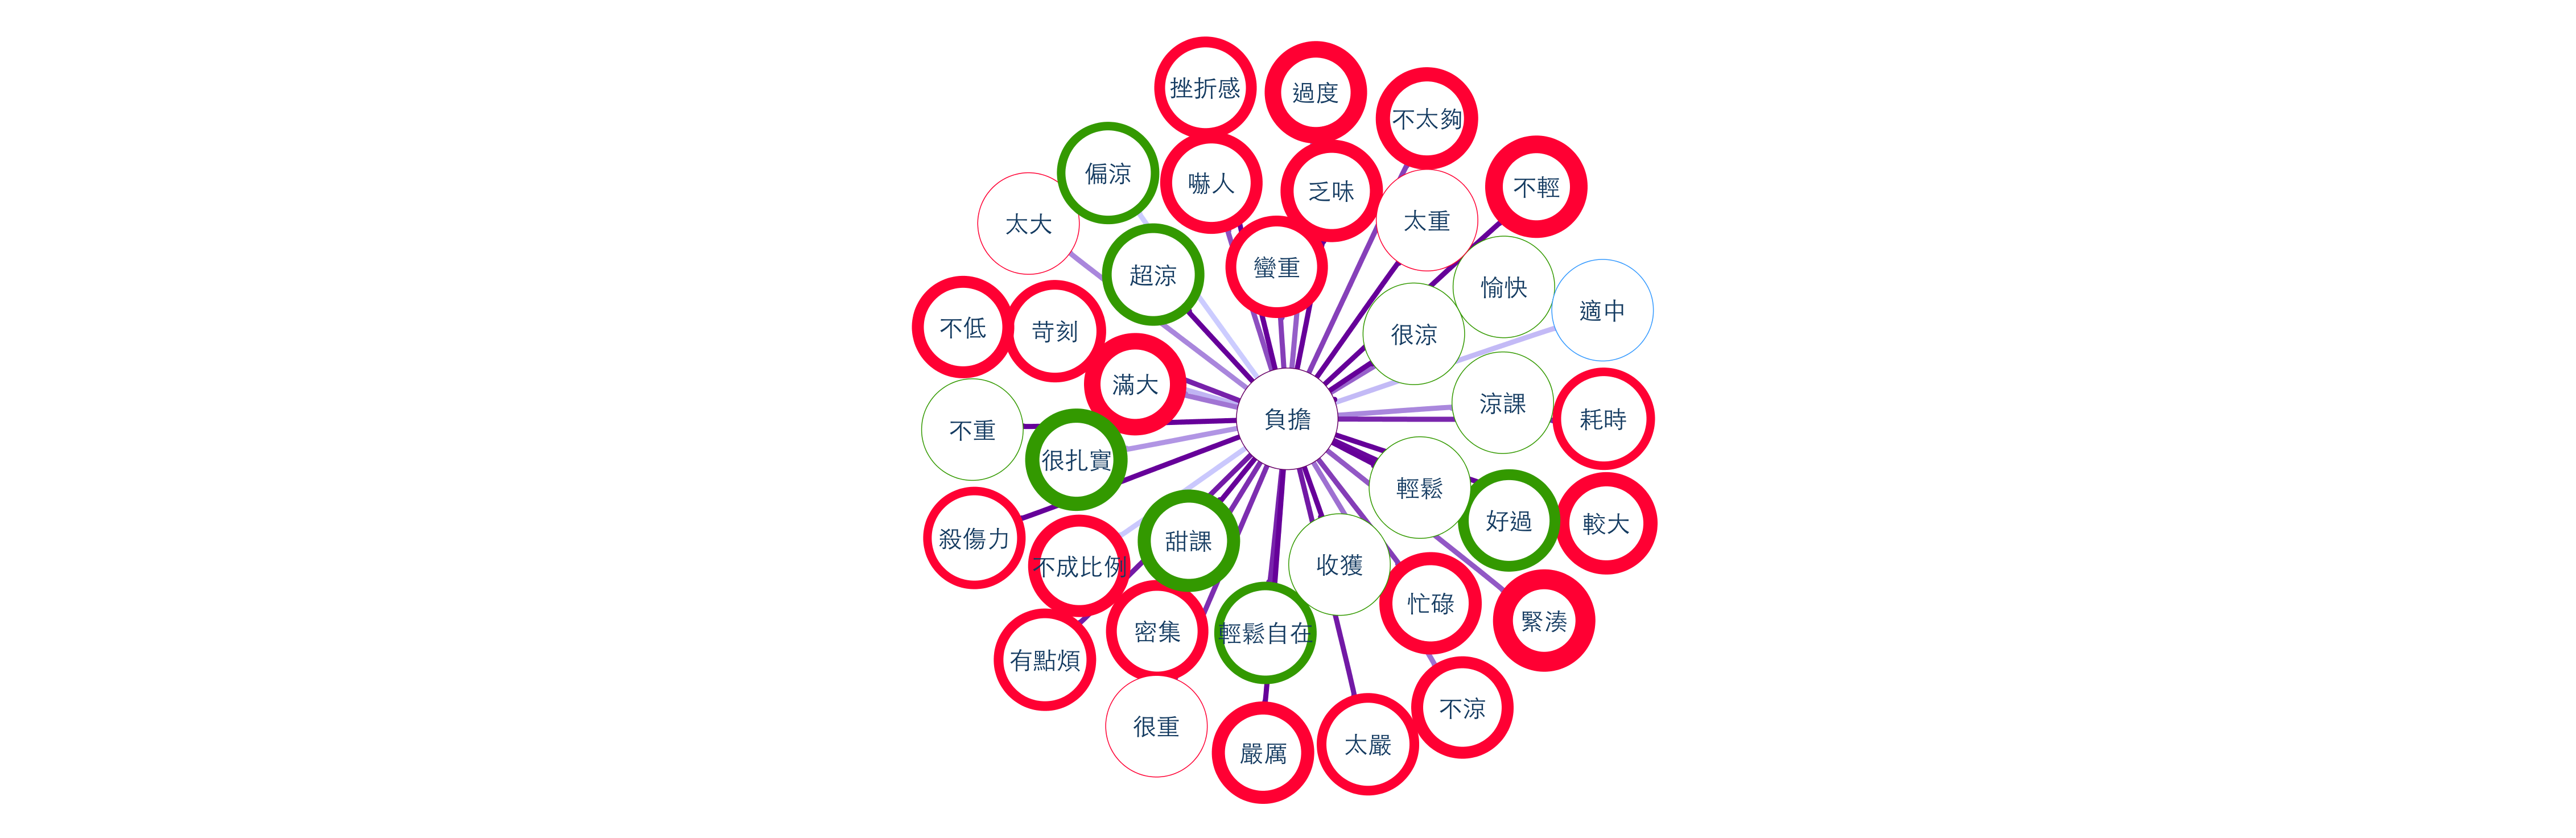 挫折感
過度
不太夠
偏涼
嚇人
乏味
不輕
太大
太重
超涼
蠻重
愉快
適中
不低
苛刻
很涼
滿大
涼課
不重
負擔
耗時
很扎實
輕鬆
殺傷力
甜課
好過
較大
不成比例
收獲
忙碌
密集
輕鬆自在
緊湊
有點煩
不涼
很重
嚴厲
太嚴